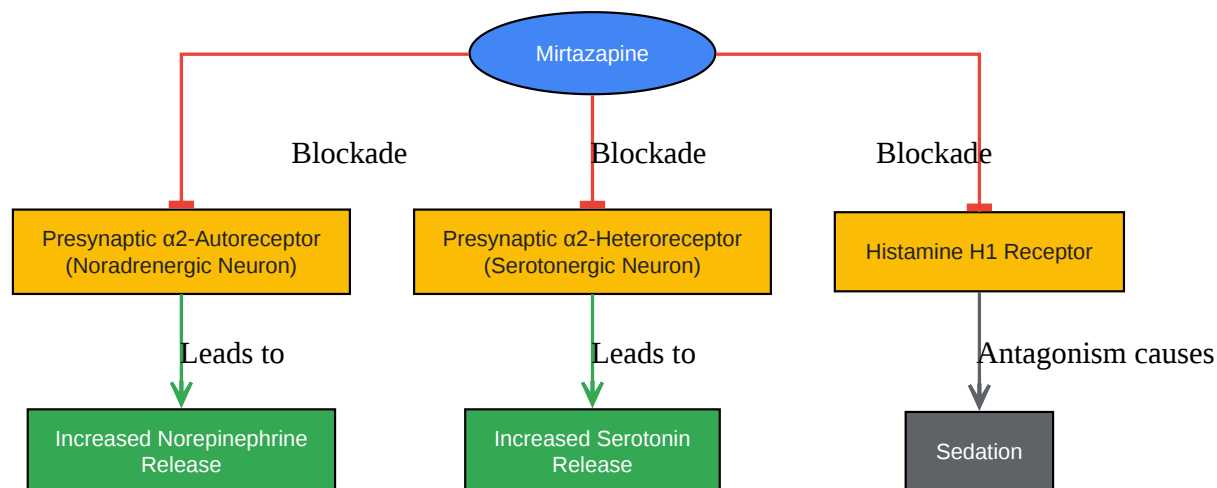 Mirtazapine
Blockade
Blockade
Blockade
Presynaptic α2-Autoreceptor
(Noradrenergic Neuron)
Presynaptic α2-Heteroreceptor
(Serotonergic Neuron)
Histamine H1 Receptor
Leads to
Leads to
Antagonism causes
Increased Norepinephrine
Release
Increased Serotonin
Release
Sedation